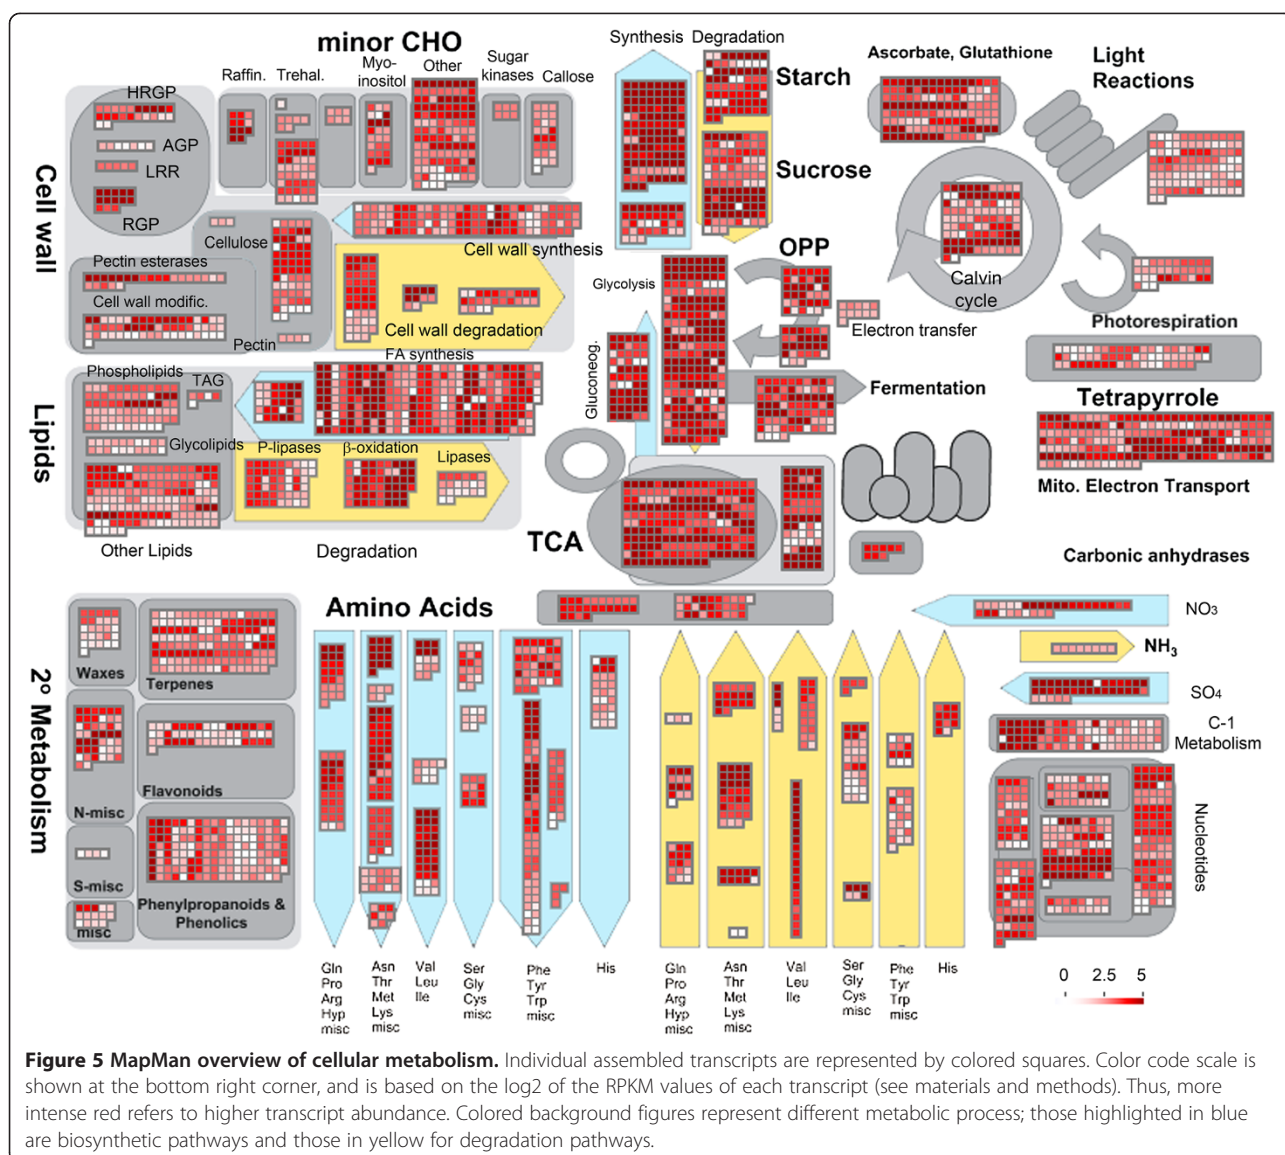 minor CHO
Raffin.
Trehal.
Myo-
inositol
Other
Sugar
kinases
Callose
Synthesis
Degradation
Starch
Sucrose
Ascorbate, Glutathione
Light
Reactions
Cell wall
HRGP
AGP
LRR
RGP
Cellulose
Cell wall synthesis
Pectin esterases
Cell wall modific.
Pectin
Cell wall degradation
OPP
Glycolysis
Gluconeog.
Electron transfer
Calvin
cycle
Photorespiration
Fermentation
Tetrapyrrole
Mito. Electron Transport
Lipids
Phospholipids
TAG
FA synthesis
Glycolipids
P-lipases
β-oxidation
Lipases
Other Lipids
Degradation
TCA
Carbonic anhydrases
2º Metabolism
Waxes
Terpenes
N-misc
Flavonoids
S-misc
misc
Phenylpropanoids &
Phenolics
Amino Acids
NO3
NH3
SO4
C-1
Metabolism
Nucleotides
Gln
Pro
Arg
Hyp
misc
Asn
Thr
Met
Lys
misc
Val
Leu
Ile
Ser
Gly
Cys
misc
Phe
Tyr
Trp
misc
His
Gln
Pro
Arg
Hyp
misc
Asn
Thr
Met
Lys
misc
Val
Leu
Ile
Ser
Gly
Cys
misc
Phe
Tyr
Trp
misc
His
0 2.5 5
Figure 5 MapMan overview of cellular metabolism. Individual assembled transcripts are represented by colored squares. Color code scale is
shown at the bottom right corner, and is based on the log2 of the RPKM values of each transcript (see materials and methods). Thus, more
intense red refers to higher transcript abundance. Colored background figures represent different metabolic process; those highlighted in blue
are biosynthetic pathways and those in yellow for degradation pathways.